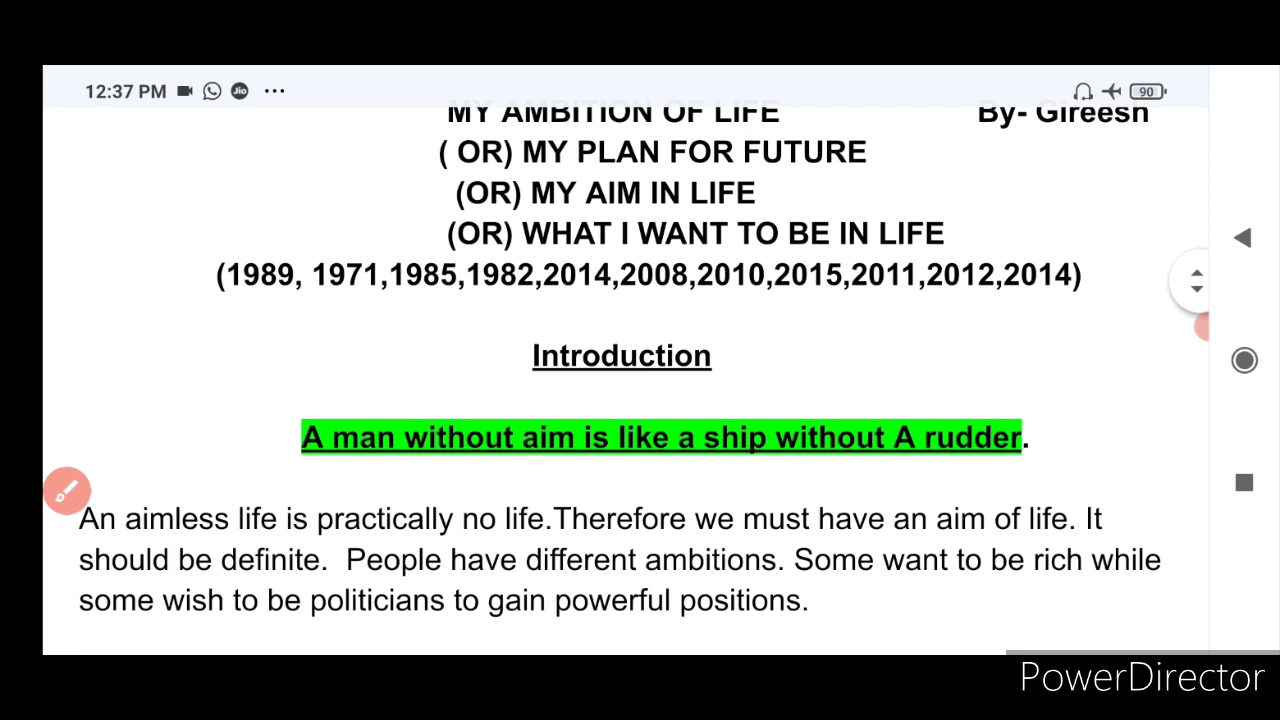 12:37 PM Jio ... 90
MY AMBITION OF LIFE By- Gireesh
( OR) MY PLAN FOR FUTURE
(OR) MY AIM IN LIFE
(OR) WHAT I WANT TO BE IN LIFE
(1989, 1971,1985,1982,2014,2008,2010,2015,2011,2012,2014)
Introduction
A man without aim is like a ship without A rudder.
An aimless life is practically no life.Therefore we must have an aim of life. It
should be definite.  People have different ambitions. Some want to be rich while
some wish to be politicians to gain powerful positions.
PowerDirector